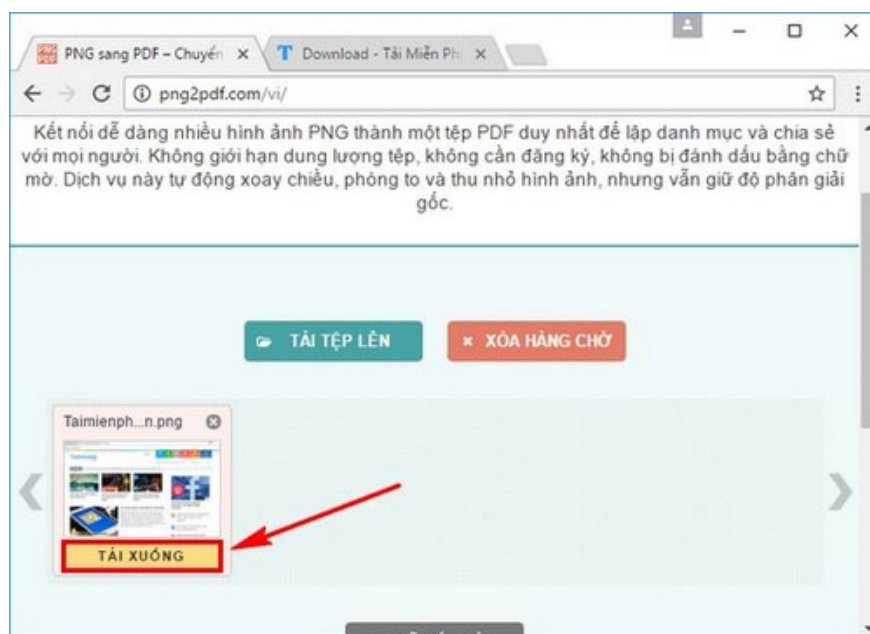 PNG sang PDF – Chuyển
Download - Tải Miễn Phí
png2pdf.com/vi/
Kết nối dễ dàng nhiều hình ảnh PNG thành một tệp PDF duy nhất để lập danh mục và chia sẻ
với mọi người. Không giới hạn dung lượng tệp, không cần đăng ký, không bị đánh dấu bằng chữ
mờ. Dịch vụ này tự động xoay chiều, phóng to và thu nhỏ hình ảnh, nhưng vẫn giữ độ phân giải
gốc.
TẢI TỆP LÊN
XÓA HÀNG CHỜ
Taimienph...n.png
TẢI XUỐNG